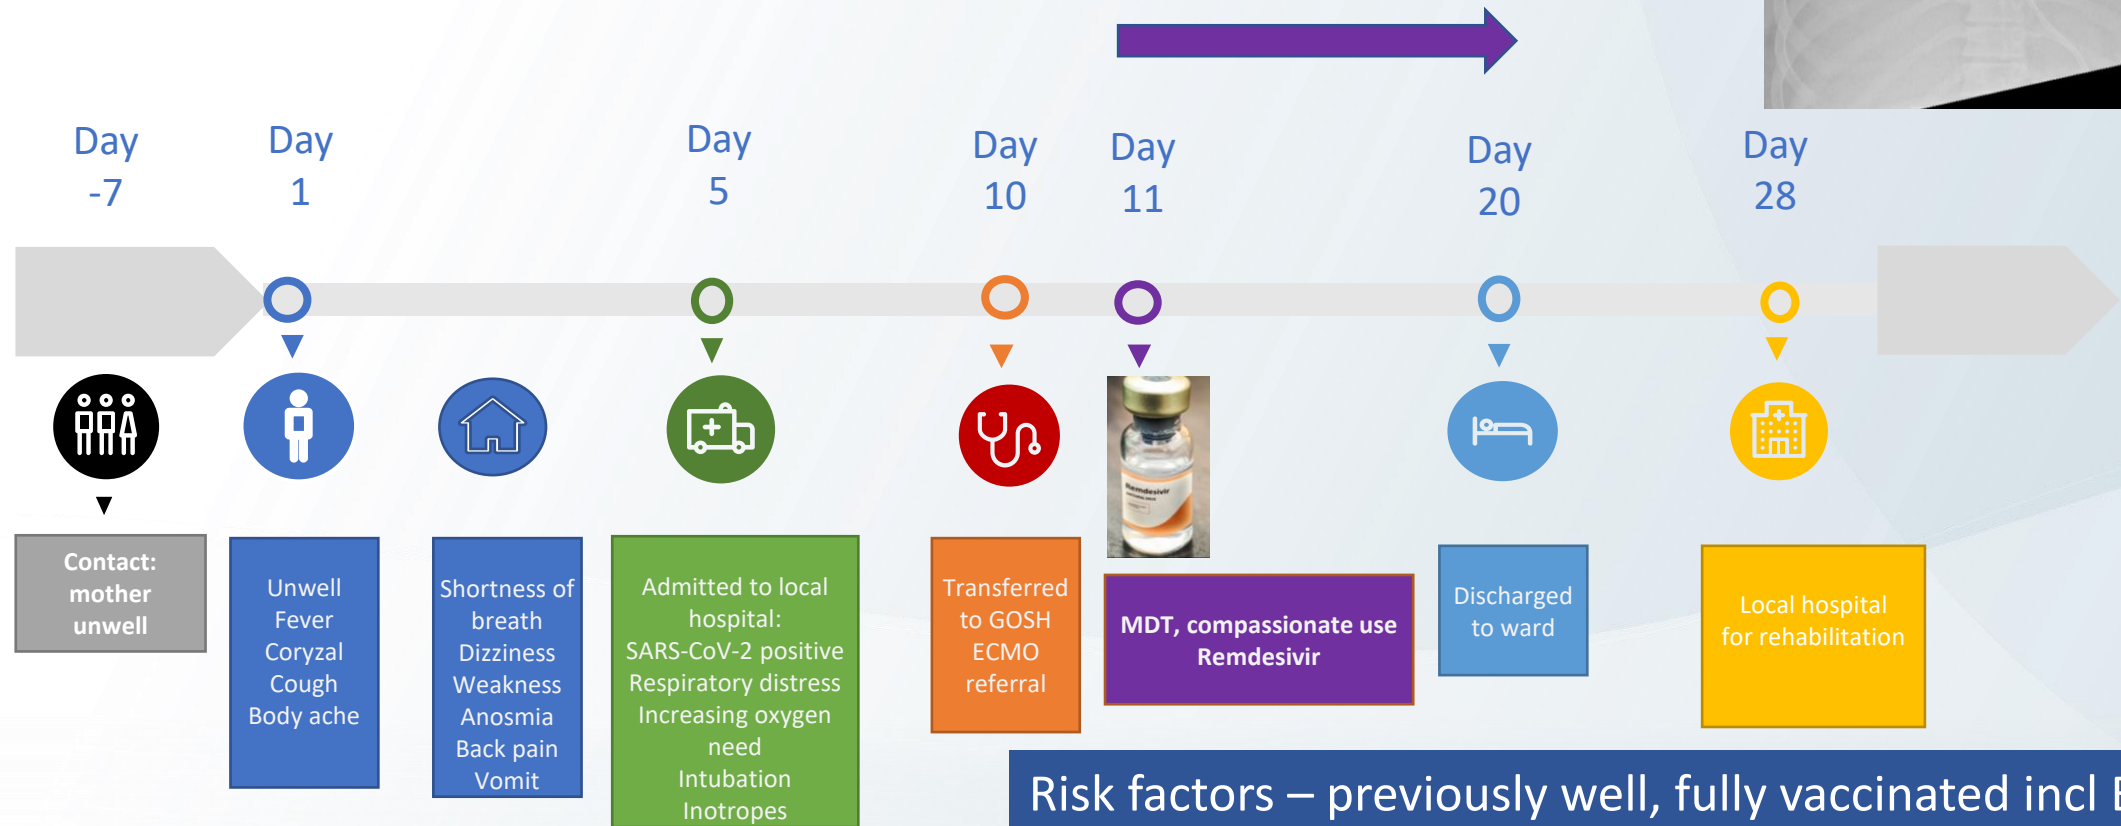 Day
-7
Day
1
Day
5
Day
10
Day
11
Day
20
Day
28
Contact:
mother
unwell
Unwell
Fever
Coryzal
Cough
Body ache
Shortness of
breath
Dizziness
Weakness
Anosmia
Back pain
Vomit
Admitted to local
hospital:
SARS-CoV-2 positive
Respiratory distress
Increasing oxygen
need
Intubation
Inotropes
Transferred
to GOSH
ECMO
referral
Remdesivir
MDT, compassionate use
Remdesivir
Discharged
to ward
Local hospital
for rehabilitation
Risk factors – previously well, fully vaccinated incl